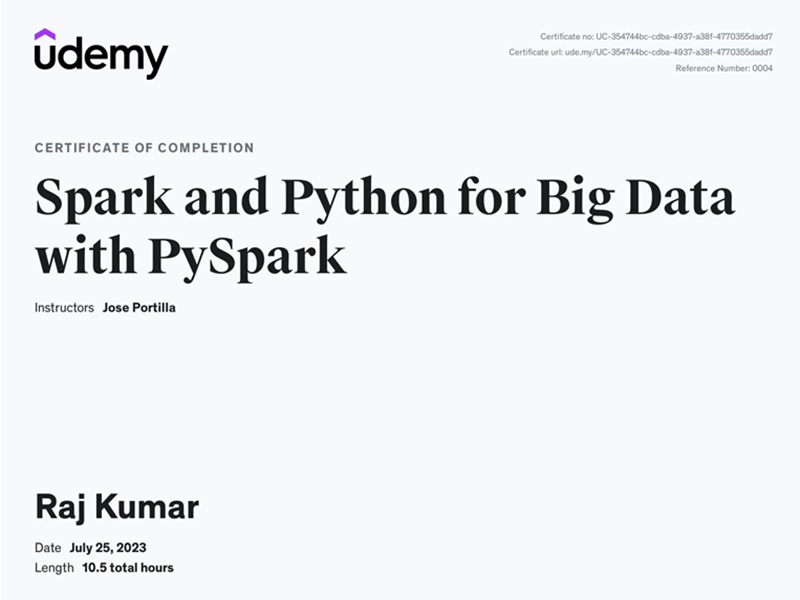 udemy
Certificate no: UC-354744bc-cdba-4937-a38f-4770355dadd7
Certificate url: ude.my/UC-354744bc-cdba-4937-a38f-4770355dadd7
Reference Number: 0004
CERTIFICATE OF COMPLETION
Spark and Python for Big Data
with PySpark
Instructors Jose Portilla
Raj Kumar
Date July 25, 2023
Length 10.5 total hours